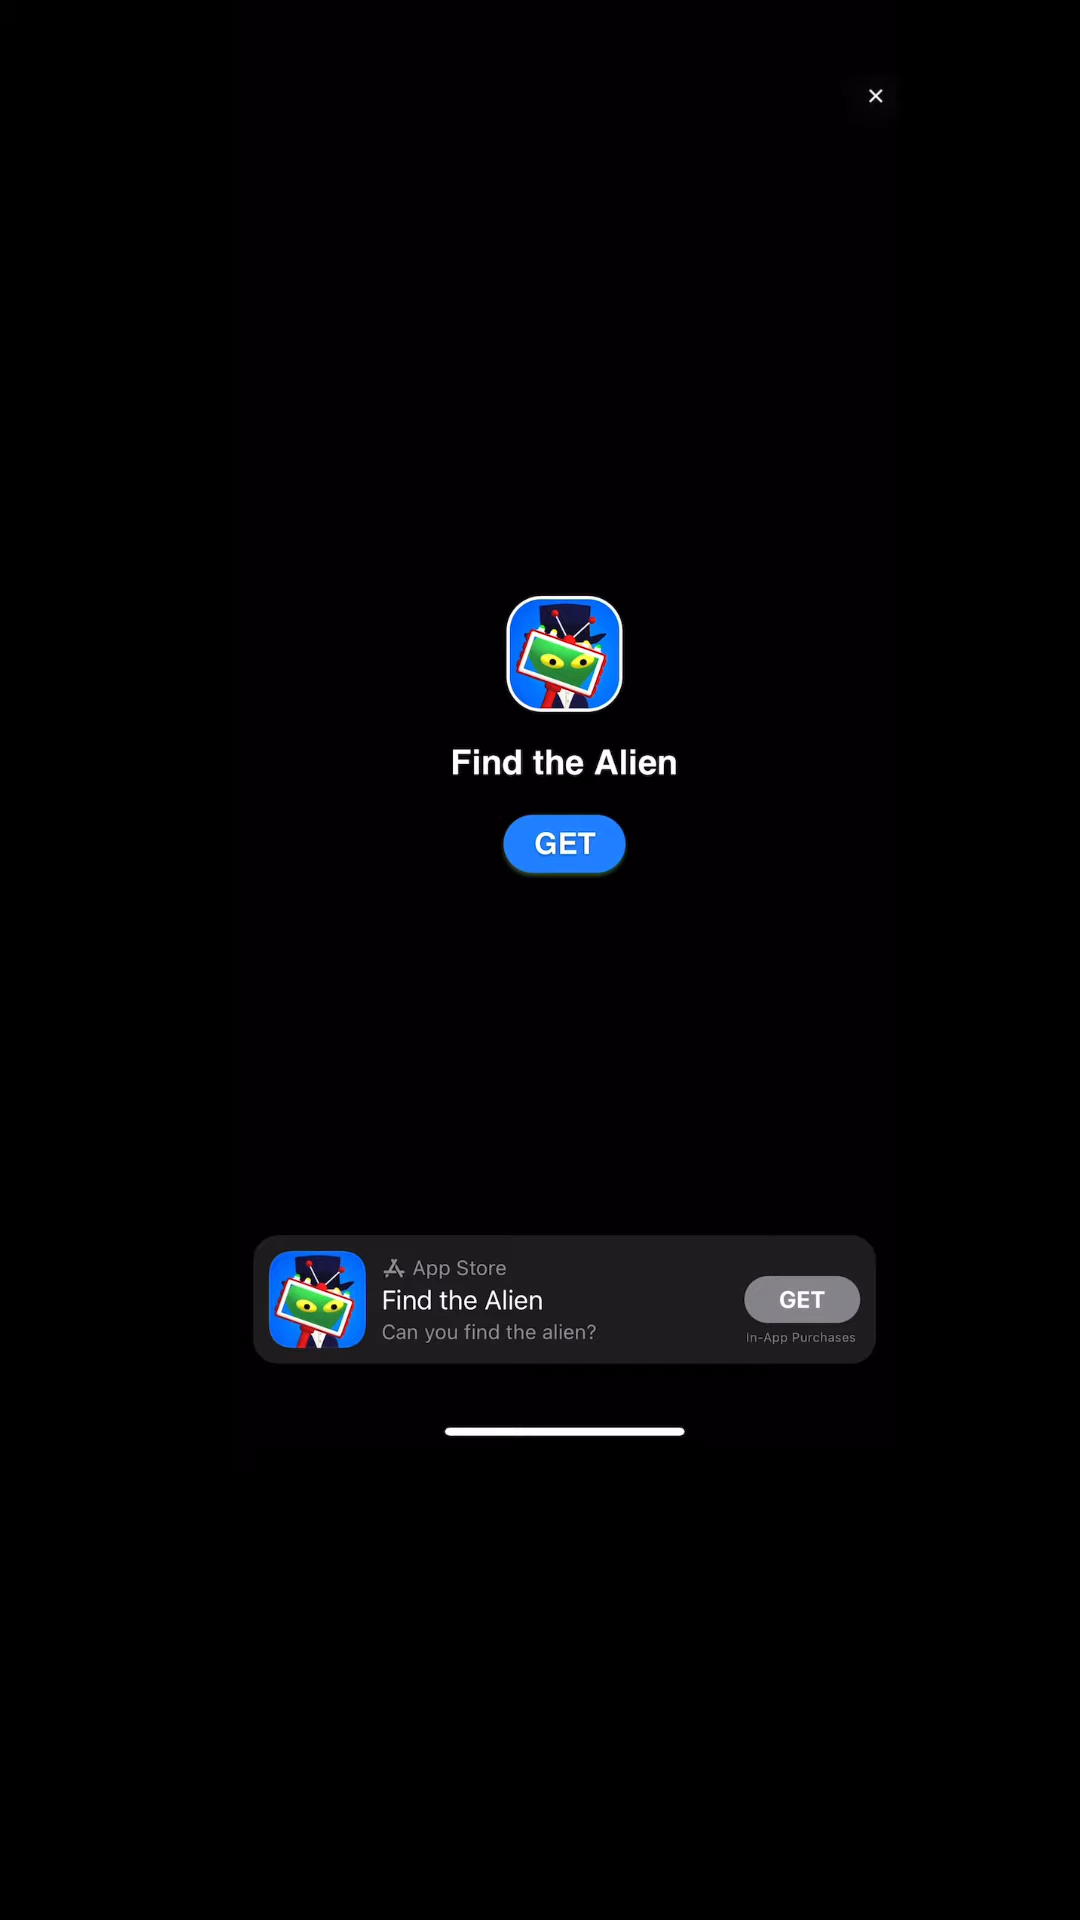 Find the Alien
GET
App Store
Find the Alien
Can you find the alien?
GET
In-App Purchases